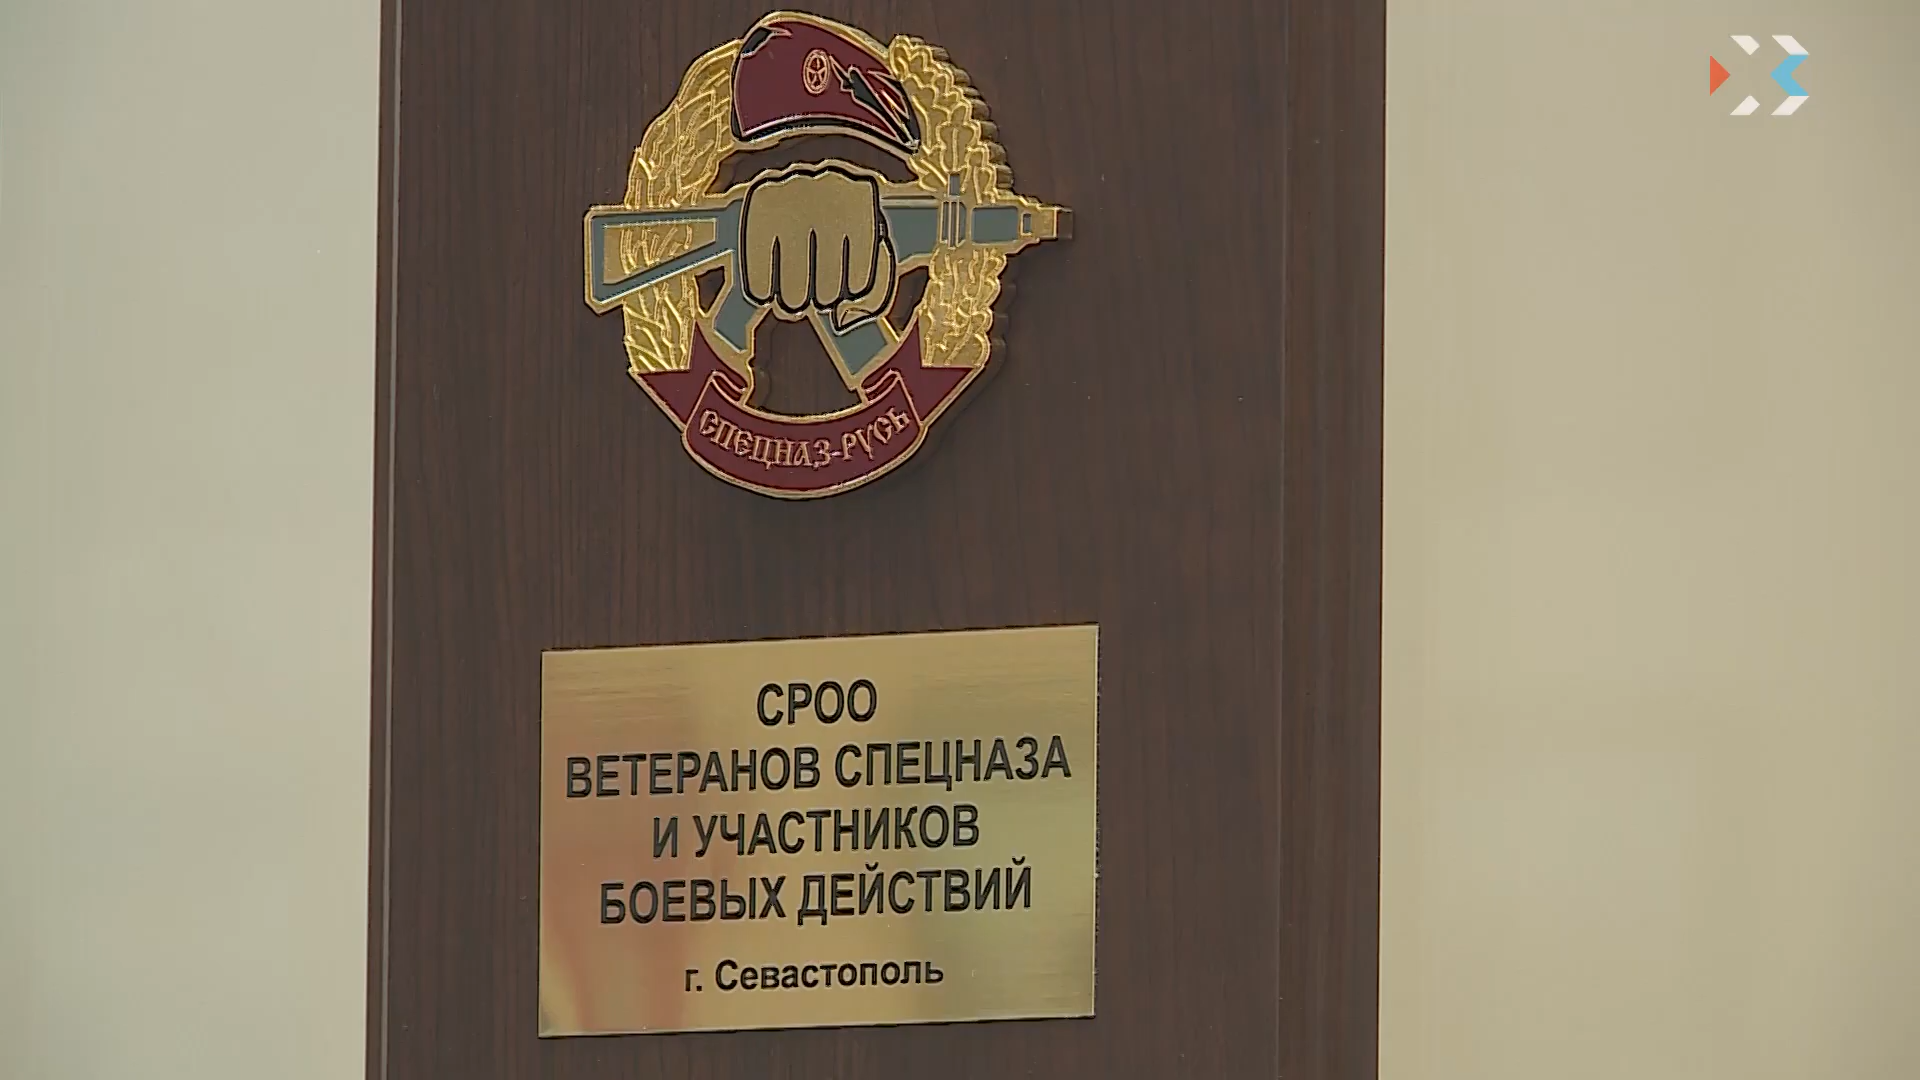 СПЕЦНАЗ-РУСЬ
СРОО
ВЕТЕРАНОВ СПЕЦНАЗА
И УЧАСТНИКОВ
БОЕВЫХ ДЕЙСТВИЙ
г. Севастополь